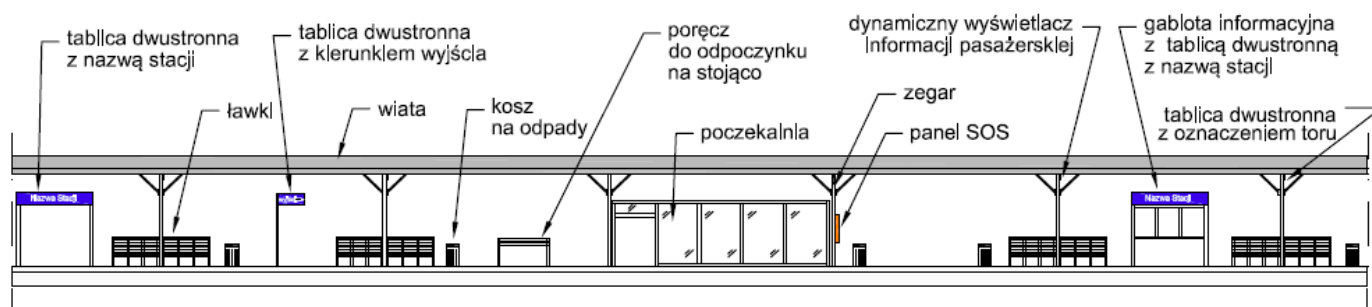 tablica dwustronna
z nazwą stacji
tablica dwustronna
z kierunkiem wyjścia
poręcz
do odpoczynku
na stojąco
dynamiczny wyświetlacz
informacji pasażerskiej
gablota informacyjna
z tablicą dwustronną
z nazwą stacji
ławki
wiata
kosz
na odpady
poczekalnia
zegar
panel SOS
tablica dwustronna
z oznaczeniem toru
Nazwa Stacji
wyjście
Nazwa Stacji